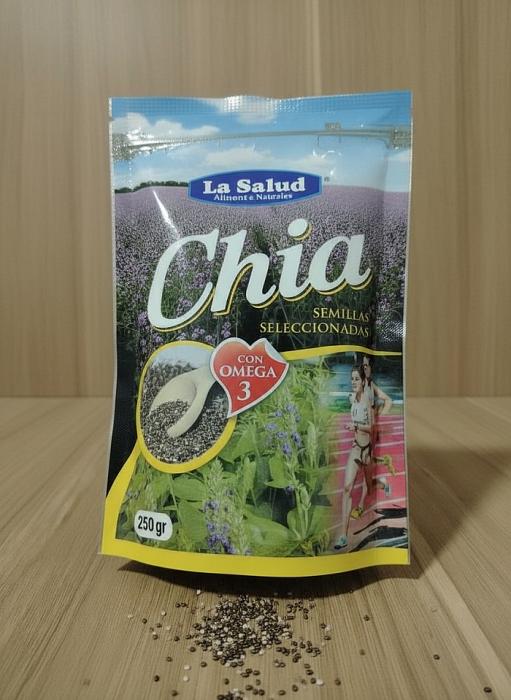 La Salud
Aliment s Naturales
Chia
SEMILLAS
SELECCIONADAS
CON
OMEGA
3
250 gr